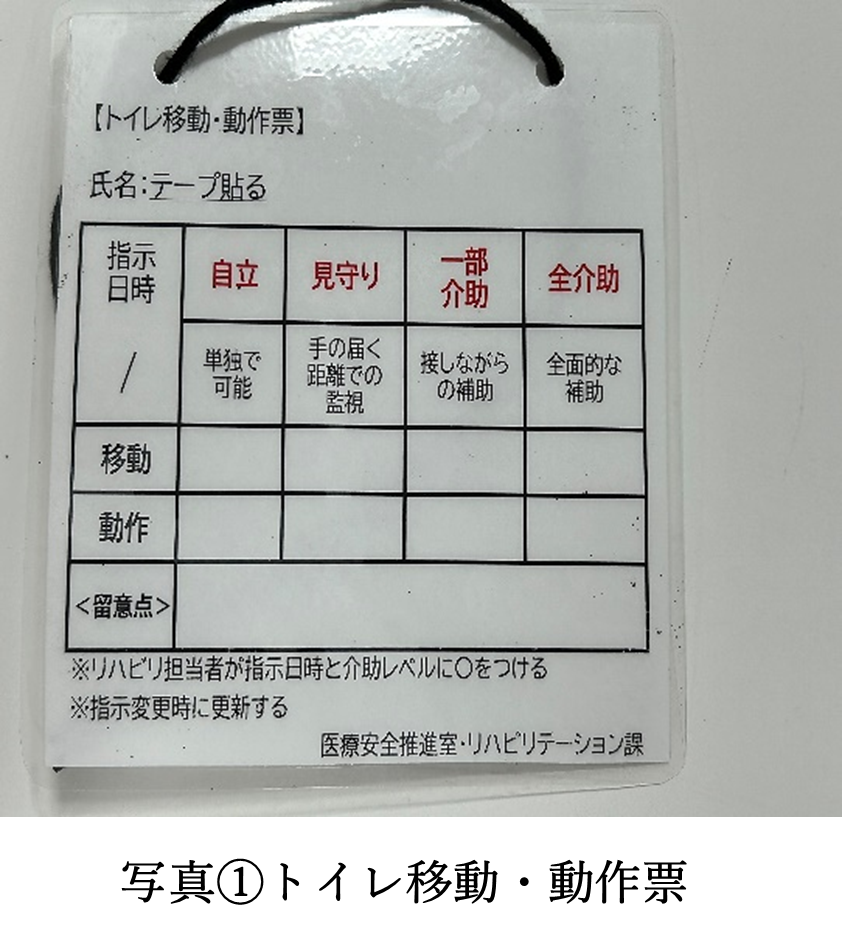 【トイレ移動・動作票】
氏名：テープ貼る
指示
日時
/
自立
見守り
一部
介助
全介助
単独で
可能
手の届く
距離での
監視
接しながら
の補助
全面的な
補助
移動
動作
<留意点>
※リハビリ担当者が指示日時と介助レベルに〇をつける
※指示変更時に更新する
医療安全推進室・リハビリテーション課
写真①トイレ移動・動作票